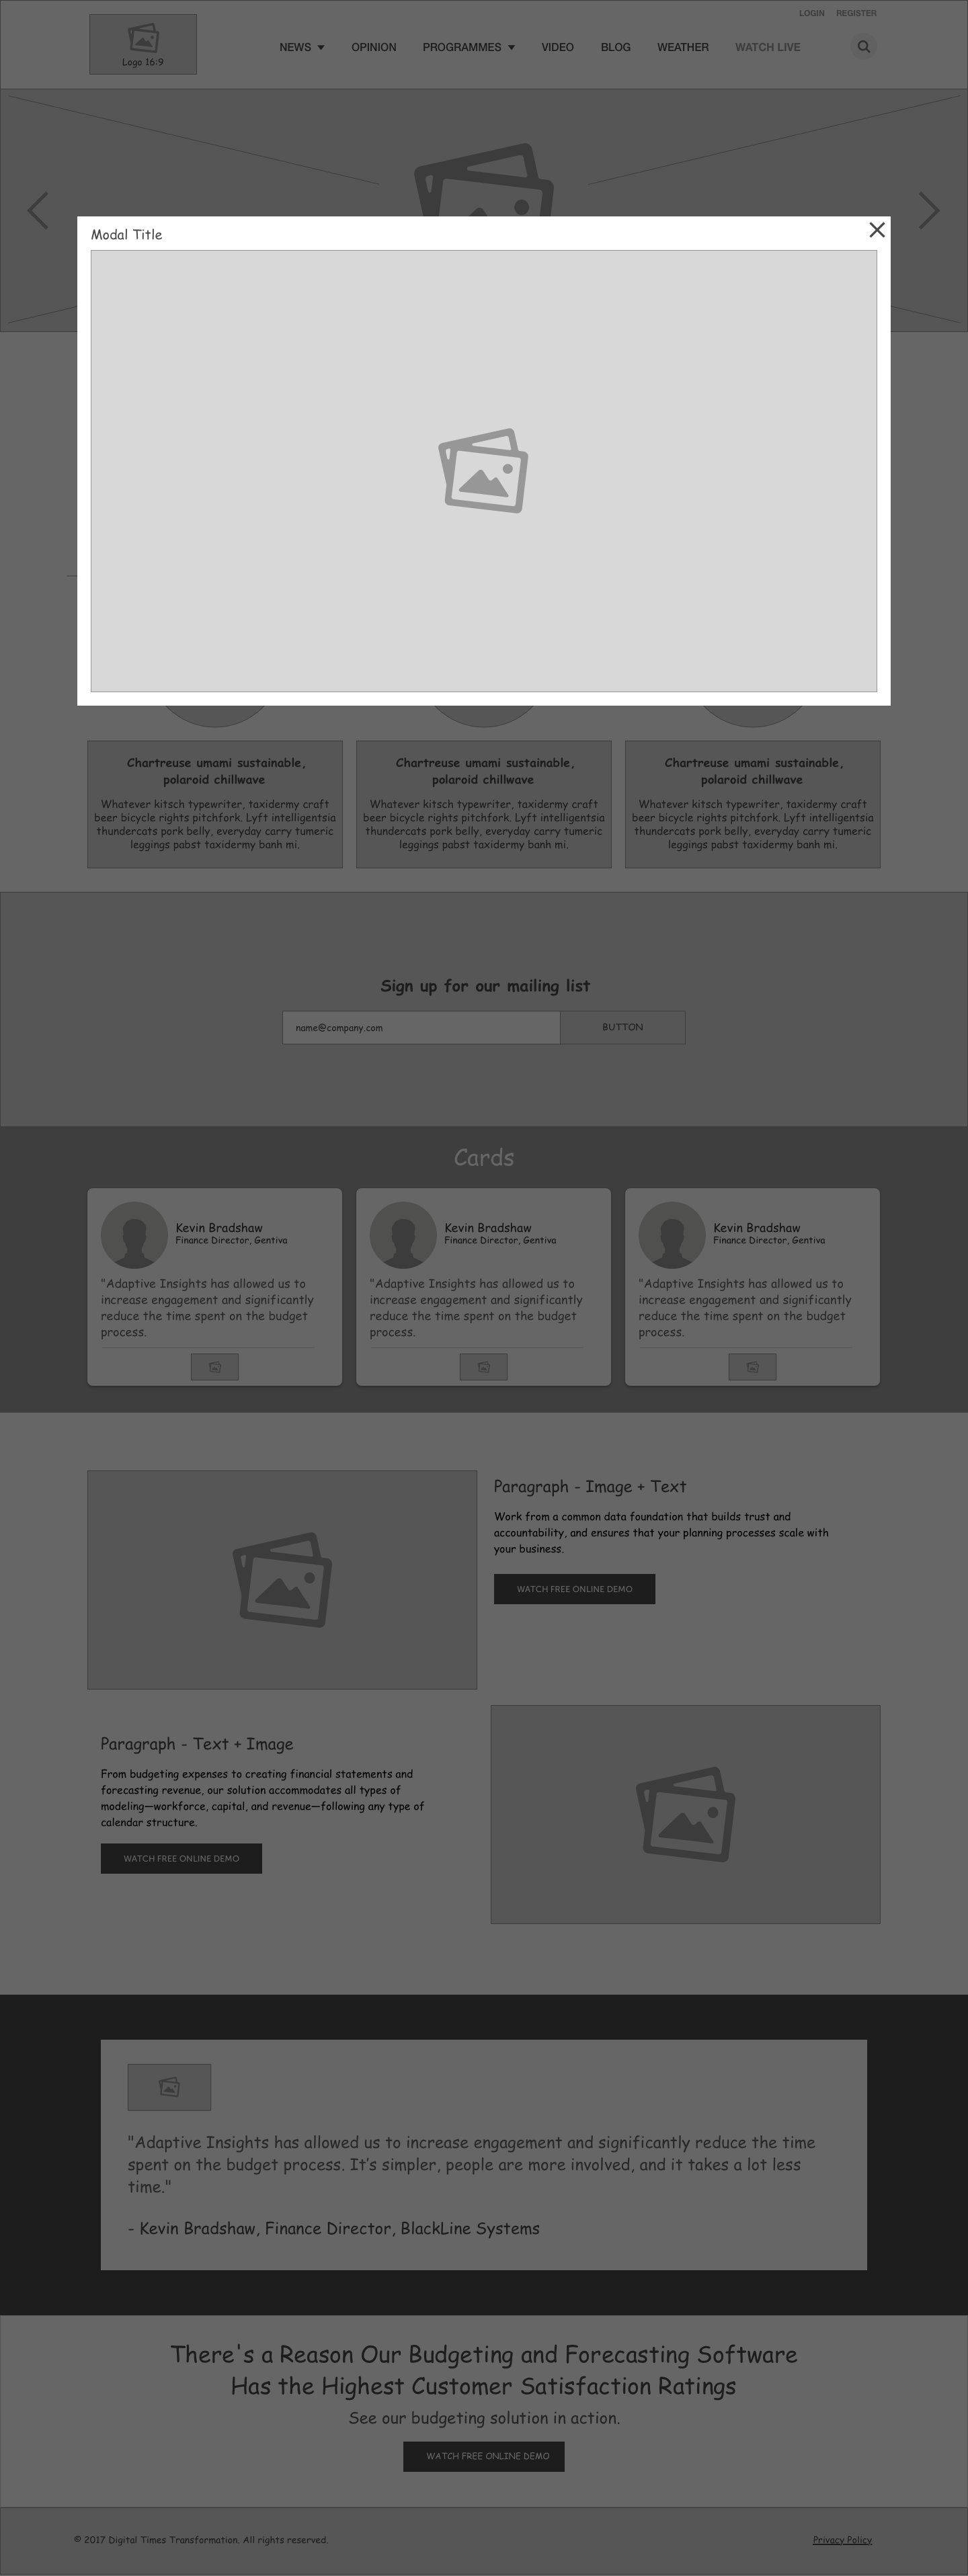 LOGIN REGISTER
Logo 16:9
NEWS OPINION PROGRAMMES VIDEO BLOG WEATHER WATCH LIVE
Modal Title
Chartreuse umami sustainable,
polaroid chillwave
Whatever kitsch typewriter, taxidermy craft
beer bicycle rights pitchfork. Lyft intelligentsia
thundercats pork belly, everyday carry tumeric
leggings pabst taxidermy banh mi.
Chartreuse umami sustainable,
polaroid chillwave
Whatever kitsch typewriter, taxidermy craft
beer bicycle rights pitchfork. Lyft intelligentsia
thundercats pork belly, everyday carry tumeric
leggings pabst taxidermy banh mi.
Chartreuse umami sustainable,
polaroid chillwave
Whatever kitsch typewriter, taxidermy craft
beer bicycle rights pitchfork. Lyft intelligentsia
thundercats pork belly, everyday carry tumeric
leggings pabst taxidermy banh mi.
Sign up for our mailing list
name@company.com BUTTON
Cards
Kevin Bradshaw
Finance Director, Gentiva
"Adaptive Insights has allowed us to
increase engagement and significantly
reduce the time spent on the budget
process.
Kevin Bradshaw
Finance Director, Gentiva
"Adaptive Insights has allowed us to
increase engagement and significantly
reduce the time spent on the budget
process.
Kevin Bradshaw
Finance Director, Gentiva
"Adaptive Insights has allowed us to
increase engagement and significantly
reduce the time spent on the budget
process.
Paragraph - Image + Text
Work from a common data foundation that builds trust and
accountability, and ensures that your planning processes scale with
your business.
WATCH FREE ONLINE DEMO
Paragraph - Text + Image
From budgeting expenses to creating financial statements and
forecasting revenue, our solution accommodates all types of
modeling—workforce, capital, and revenue—following any type of
calendar structure.
WATCH FREE ONLINE DEMO
"Adaptive Insights has allowed us to increase engagement and significantly reduce the time
spent on the budget process. It's simpler, people are more involved, and it takes a lot less
time."
- Kevin Bradshaw, Finance Director, BlackLine Systems
There's a Reason Our Budgeting and Forecasting Software
Has the Highest Customer Satisfaction Ratings
See our budgeting solution in action.
WATCH FREE ONLINE DEMO
© 2017 Digital Times Transformation. All rights reserved. Privacy Policy